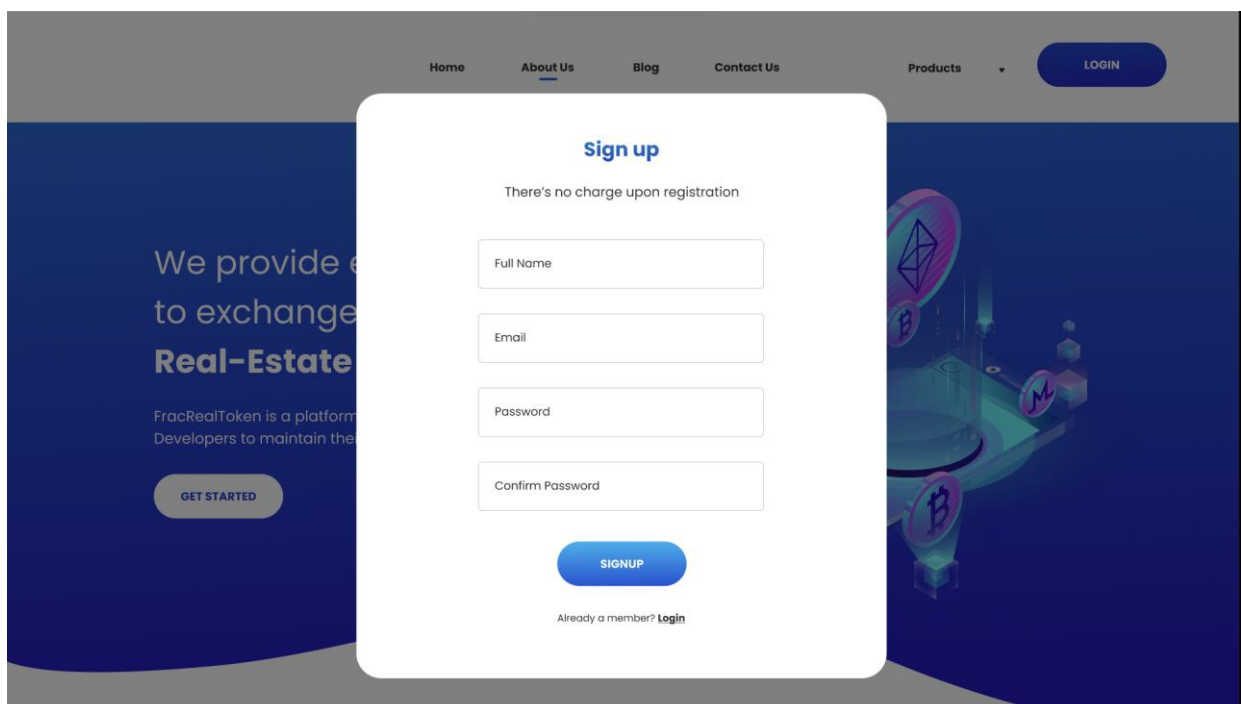 Home About Us Blog Contact Us Products LOGIN
Sign up
There's no charge upon registration
We provide
to exchange
Real-Estate
FracRealToken is a platform
Developers to maintain
Full Name
Email
Password
Confirm Password
GET STARTED
SIGNUP
Already a member? Login